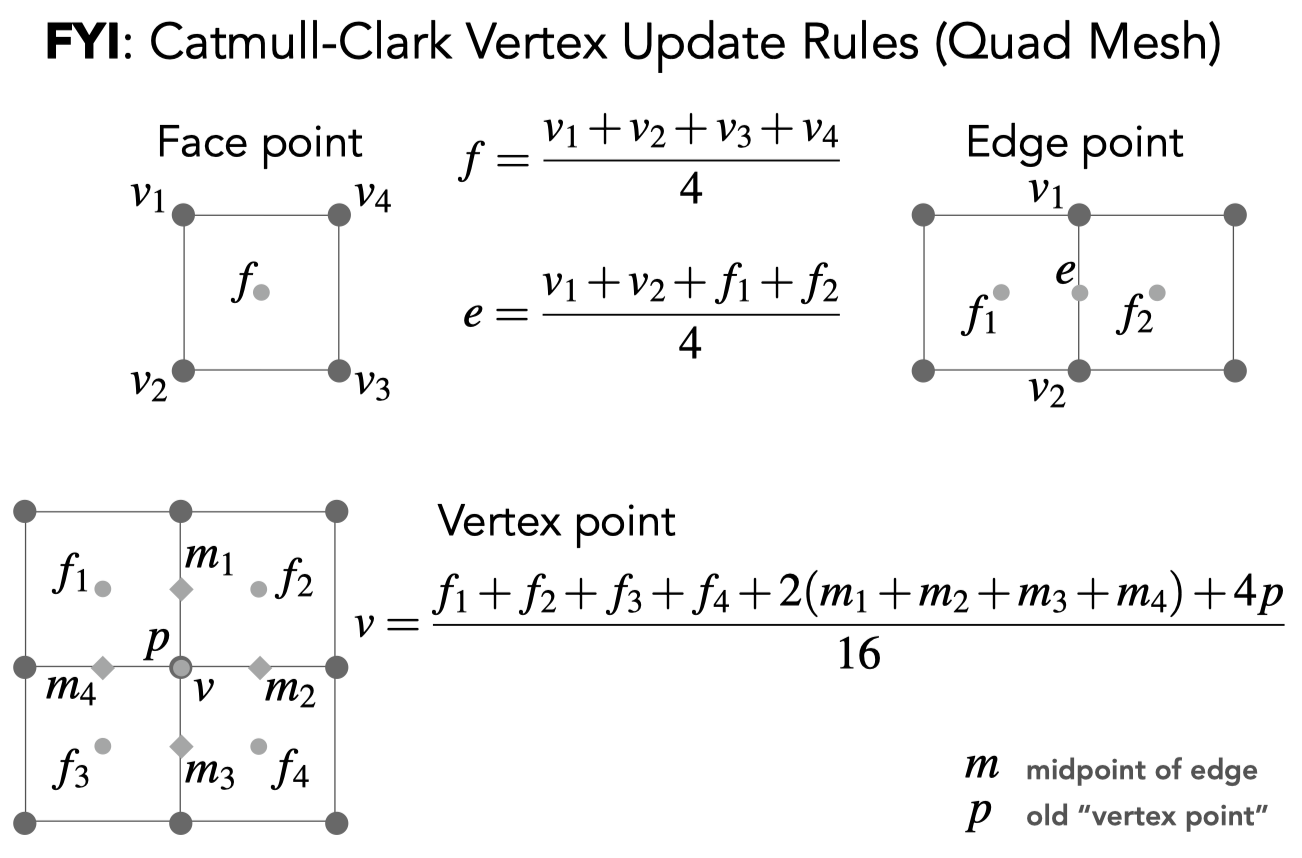 FYI: Catmull-Clark Vertex Update Rules (Quad Mesh)
Face point
v1
v4
f
v2
v3
f = (v1 + v2 + v3 + v4) / 4
e = (v1 + v2 + f1 + f2) / 4
Edge point
v1
e
f1
f2
v2
f1
m1
f2
p
m4
v
m2
f3
m3
f4
Vertex point
v = (f1 + f2 + f3 + f4 + 2(m1 + m2 + m3 + m4) + 4p) / 16
m midpoint of edge
p old “vertex point”